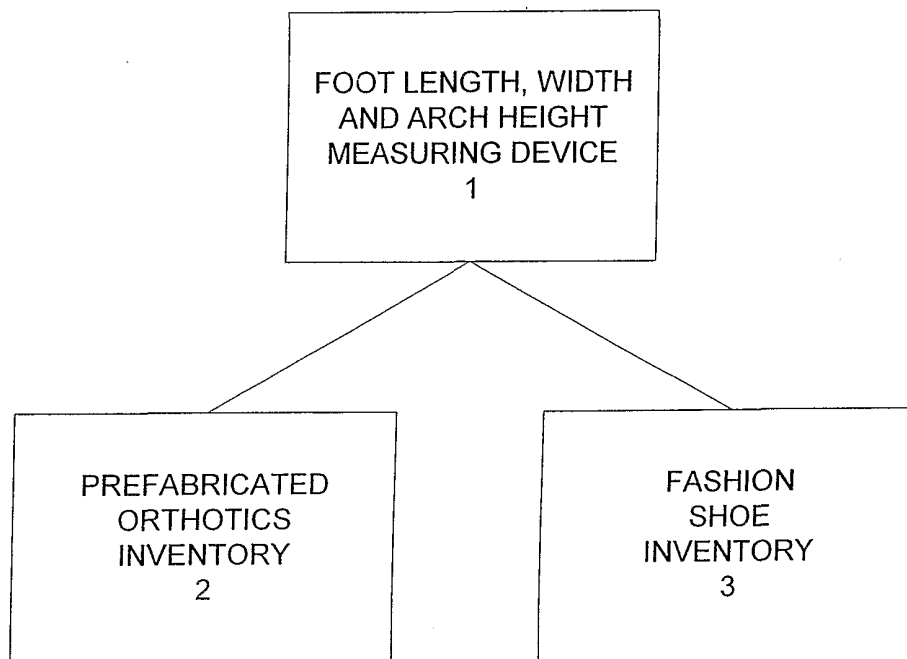 FOOT LENGTH, WIDTH
AND ARCH HEIGHT
MEASURING DEVICE
1
PREFABRICATED
ORTHOTICS
INVENTORY
2
FASHION
SHOE
INVENTORY
3